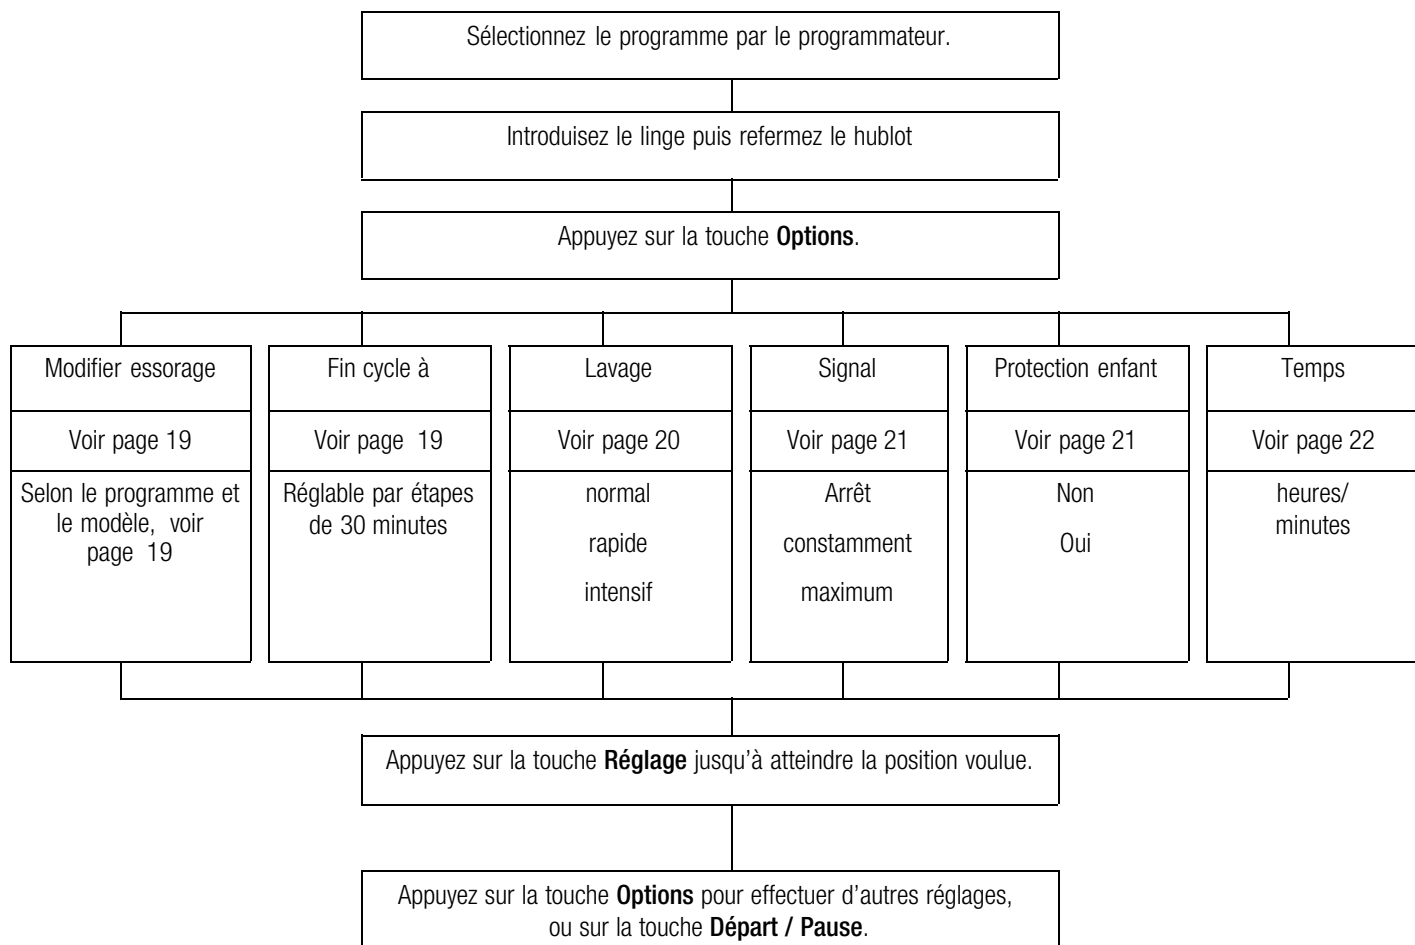 Sélectionnez le programme par le programmateur.
Introduisez le linge puis refermez le hublot
Appuyez sur la touche Options.
Modifier essorage
Voir page 19
Selon le programme et
le modèle, voir
page 19
Fin cycle à
Voir page 19
Réglable par étapes
de 30 minutes
Lavage
Voir page 20
normal
rapide
intensif
Signal
Voir page 21
Arrêt
constamment
maximum
Protection enfant
Voir page 21
Non
Oui
Temps
Voir page 22
heures/
minutes
Appuyez sur la touche Réglage jusqu'à atteindre la position voulue.
Appuyez sur la touche Options pour effectuer d'autres réglages,
ou sur la touche Départ / Pause.